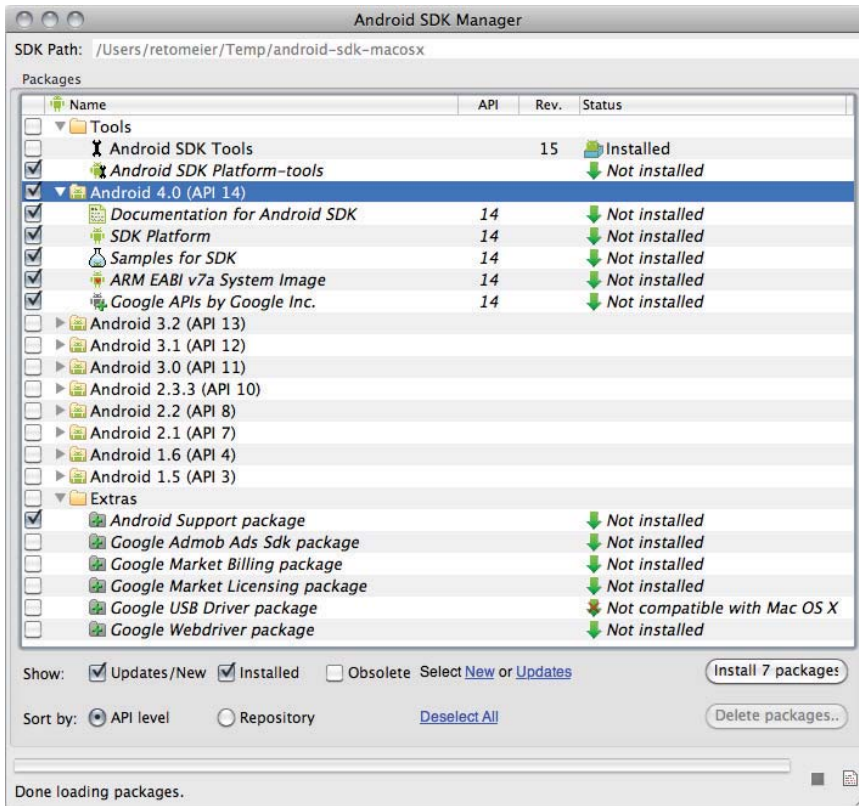 Android SDK Manager
SDK Path: /Users/retomeier/Temp/android-sdk-macosx
Packages
Name API Rev. Status
Tools
Android SDK Tools 15 Installed
Android SDK Platform-tools Not installed
Android 4.0 (API 14)
Documentation for Android SDK 14 Not installed
SDK Platform 14 Not installed
Samples for SDK 14 Not installed
ARM EABI v7a System Image 14 Not installed
Google APIs by Google Inc. 14 Not installed
Android 3.2 (API 13)
Android 3.1 (API 12)
Android 3.0 (API 11)
Android 2.3.3 (API 10)
Android 2.2 (API 8)
Android 2.1 (API 7)
Android 1.6 (API 4)
Android 1.5 (API 3)
Extras
Android Support package Not installed
Google Admob Ads Sdk package Not installed
Google Market Billing package Not installed
Google Market Licensing package Not installed
Google USB Driver package Not compatible with Mac OS X
Google Webdriver package Not installed
Show: Updates/New Installed Obsolete Select New or Updates Install 7 packages
Sort by: API level Repository Deselect All Delete packages..
Done loading packages.